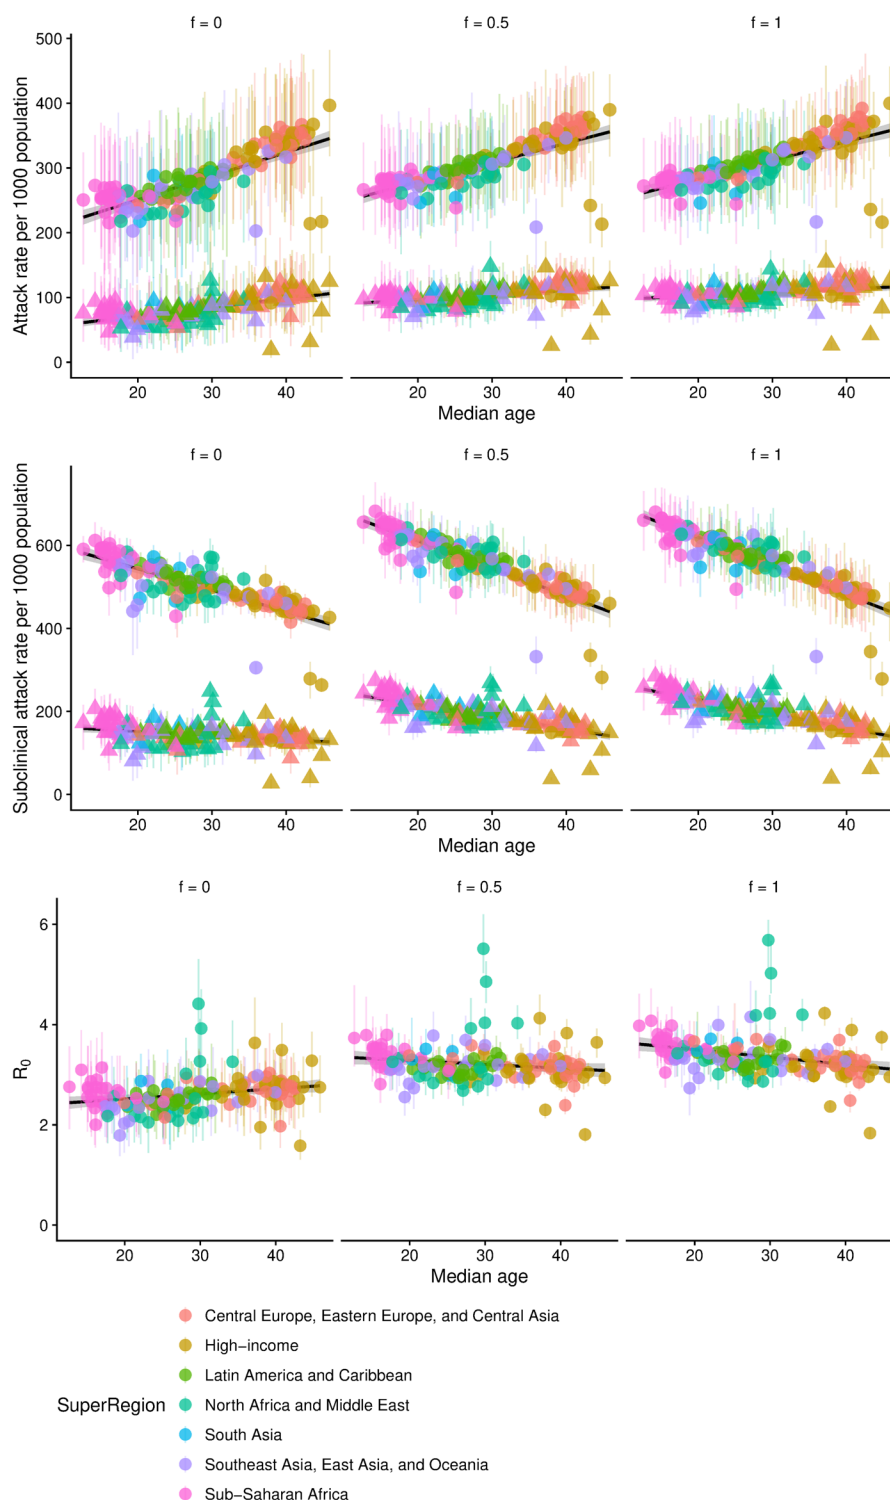 f = 0 f = 0.5 f = 1
Attack rate per 1000 population
500
400
300
200
100
0
20 30 40 20 30 40 20 30 40
Median age
f = 0 f = 0.5 f = 1
Subclinical attack rate per 1000 population
600
400
200
0
20 30 40 20 30 40 20 30 40
Median age
f = 0 f = 0.5 f = 1
R0
6
4
2
0
20 30 40 20 30 40 20 30 40
Median age
SuperRegion
Central Europe, Eastern Europe, and Central Asia
High−income
Latin America and Caribbean
North Africa and Middle East
South Asia
Southeast Asia, East Asia, and Oceania
Sub−Saharan Africa